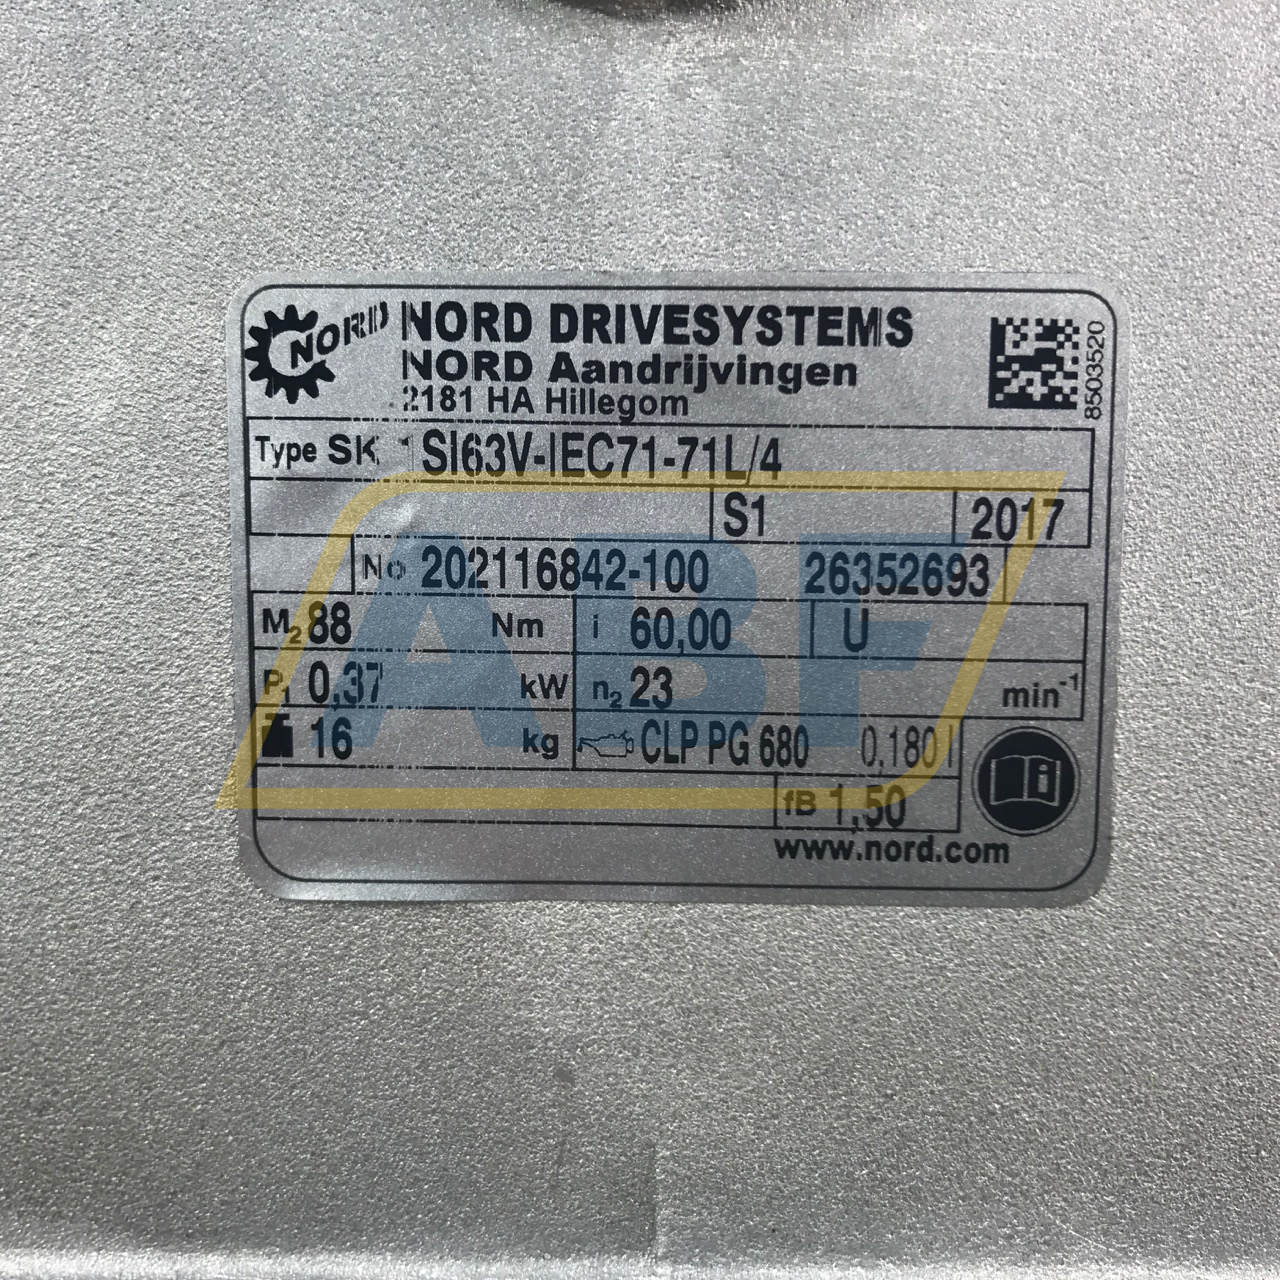 NORD
NORD DRIVESYSTEMS
NORD Aandrijvingen
2181 HA Hillegom
8503520
Type SK 1SI63V-IEC71-71L/4
S1 2017
No 202116842-100 26352693
M2 88 Nm i 60,00 U
P1 0,37 kW n2 23 min-1
16 kg CLP PG 680 0,180 l
fB 1,50
www.nord.com
ABF